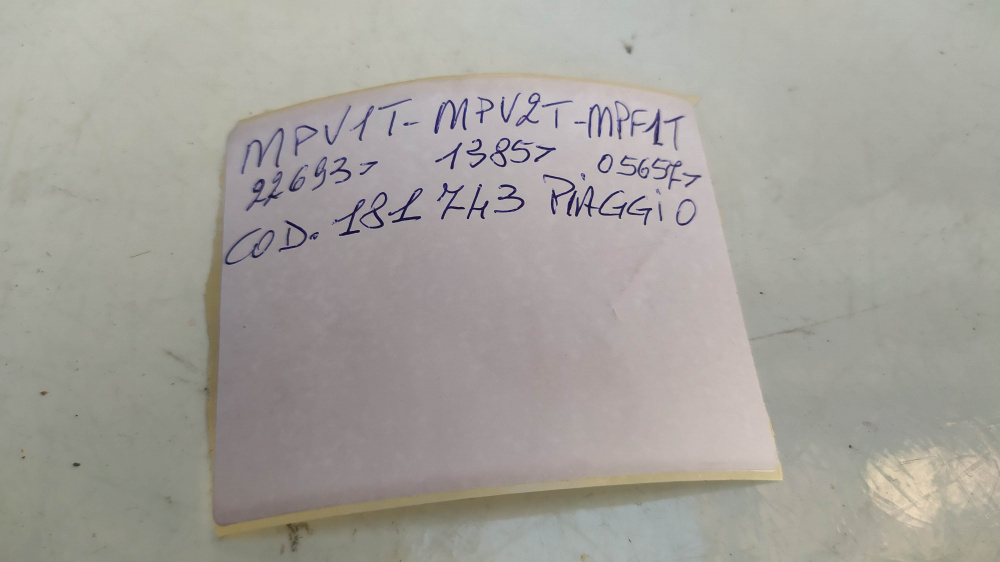 MPV1T - MPV2T - MPF1T
22693> 1385> 05657>
COD. 181743 PIAGGIO